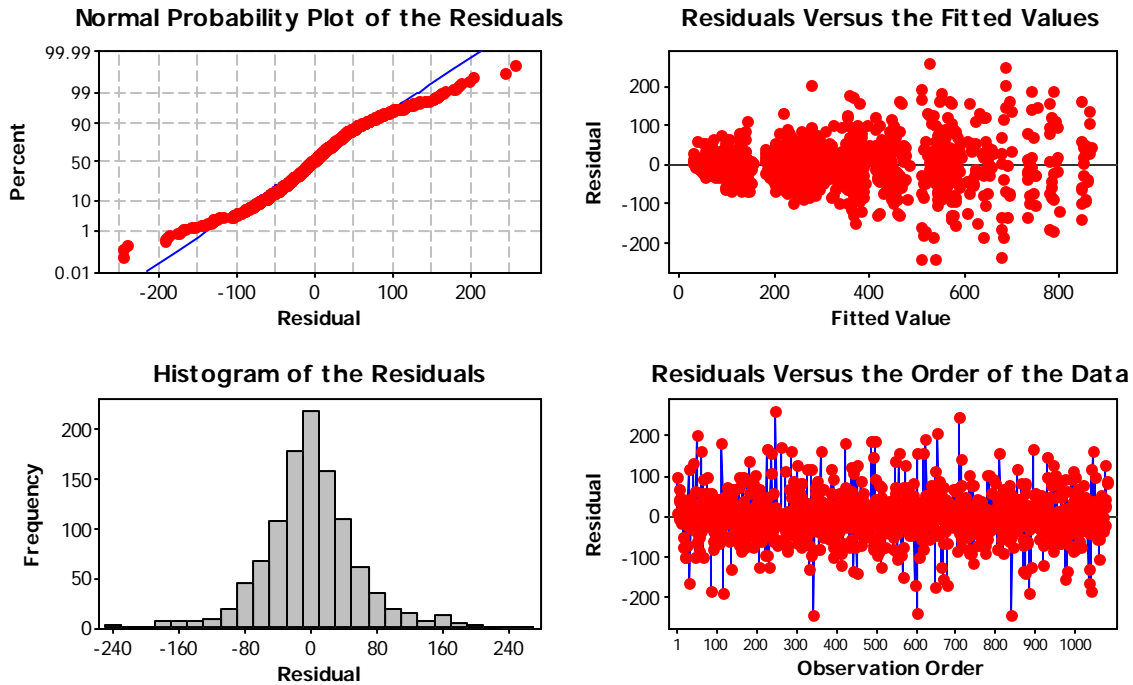 Normal Probability Plot of the Residuals
99.99
99
90
50
10
1
0.01
Percent
-200 -100 0 100 200
Residual
Residuals Versus the Fitted Values
200
100
0
-100
-200
Residual
0 200 400 600 800
Fitted Value
Histogram of the Residuals
200
150
100
50
0
Frequency
-240 -160 -80 0 80 160 240
Residual
Residuals Versus the Order of the Data
200
100
0
-100
-200
Residual
1 100 200 300 400 500 600 700 800 900 1000
Observation Order